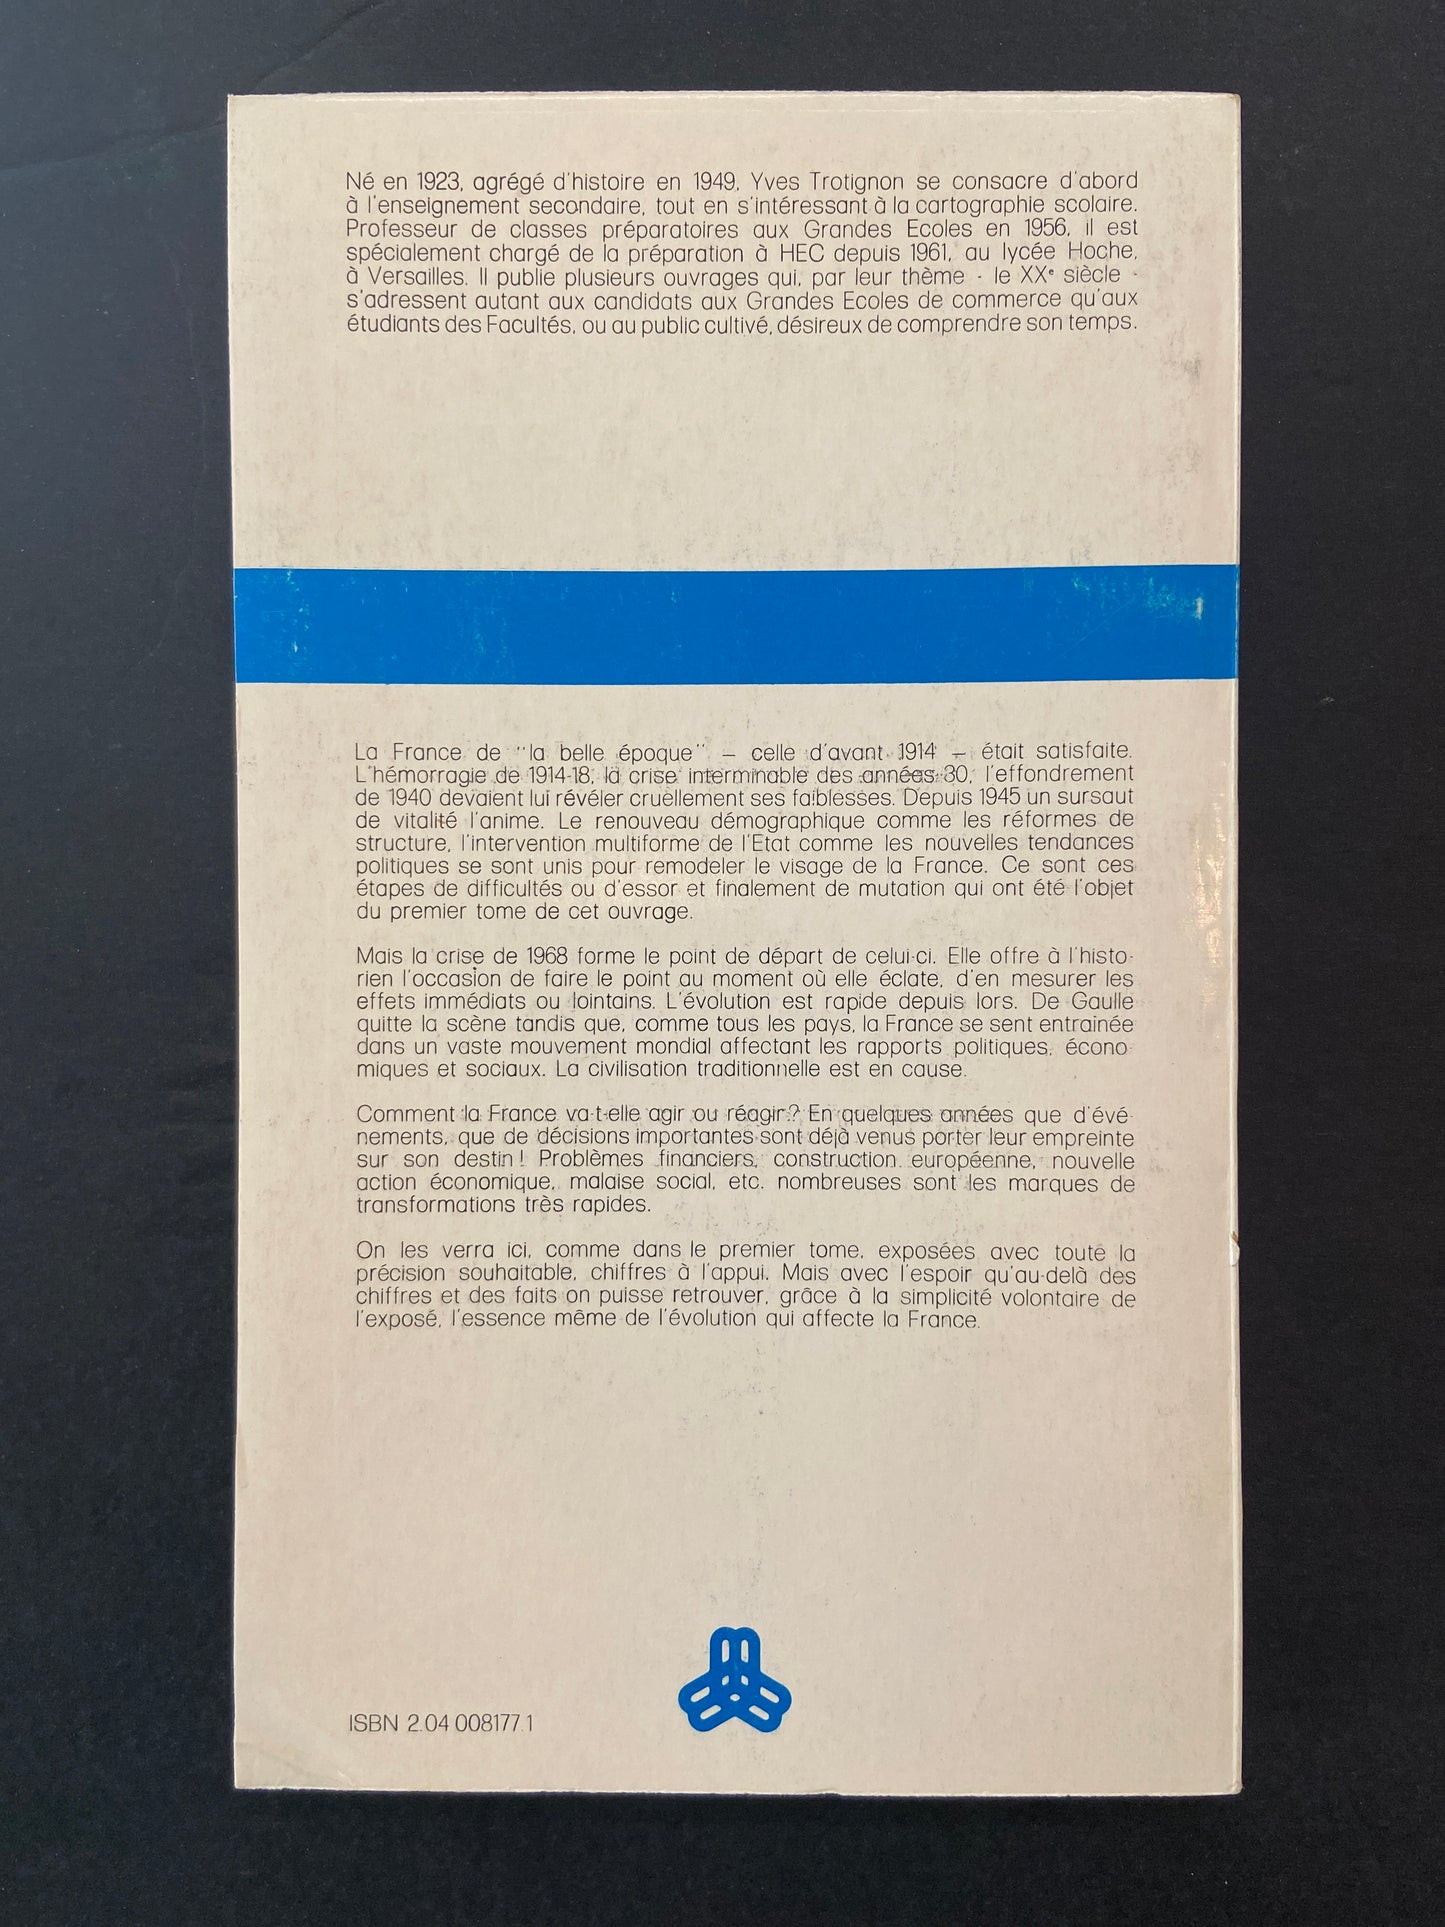 Né en 1923, agrégé d'histoire en 1949, Yves Trotignon se consacre d'abord
à l'enseignement secondaire, tout en s'intéressant à la cartographie scolaire.
Professeur de classes préparatoires aux Grandes Ecoles en 1956, il est
spécialement chargé de la préparation à HEC depuis 1961, au lycée Hoche,
à Versailles. Il publie plusieurs ouvrages qui, par leur thème - le XXe siècle -
s'adressent autant aux candidats aux Grandes Ecoles de commerce qu'aux
étudiants des Facultés, ou au public cultivé, désireux de comprendre son temps.
La France de "la belle époque" – celle d'avant 1914 – était satisfaite.
L'hémorragie de 1914-18, la crise interminable des années 30, l'effondrement
de 1940 devaient lui révéler cruellement ses faiblesses. Depuis 1945 un sursaut
de vitalité l'anime. Le renouveau démographique comme les réformes de
structure, l'intervention multiforme de l'Etat comme les nouvelles tendances
politiques se sont unis pour remodeler le visage de la France. Ce sont ces
étapes de difficultés ou d'essor et finalement de mutation qui ont été l'objet
du premier tome de cet ouvrage.
Mais la crise de 1968 forme le point de départ de celui-ci. Elle offre à l'histo-
rien l'occasion de faire le point au moment où elle éclate, d'en mesurer les
effets immédiats ou lointains. L'évolution est rapide depuis lors. De Gaulle
quitte la scène tandis que, comme tous les pays, la France se sent entraînée
dans un vaste mouvement mondial affectant les rapports politiques, écono-
miques et sociaux. La civilisation traditionnelle est en cause.
Comment la France va-t-elle agir ou réagir ? En quelques années que d'évé-
nements, que de décisions importantes sont déjà venus porter leur empreinte
sur son destin ! Problèmes financiers, construction européenne, nouvelle
action économique, malaise social, etc. nombreuses sont les marques de
transformations très rapides.
On les verra ici, comme dans le premier tome, exposées avec toute la
précision souhaitable, chiffres à l'appui. Mais avec l'espoir qu'au-delà des
chiffres et des faits on puisse retrouver, grâce à la simplicité volontaire de
l'exposé, l'essence même de l'évolution qui affecte la France.
ISBN 2.04 008177.1